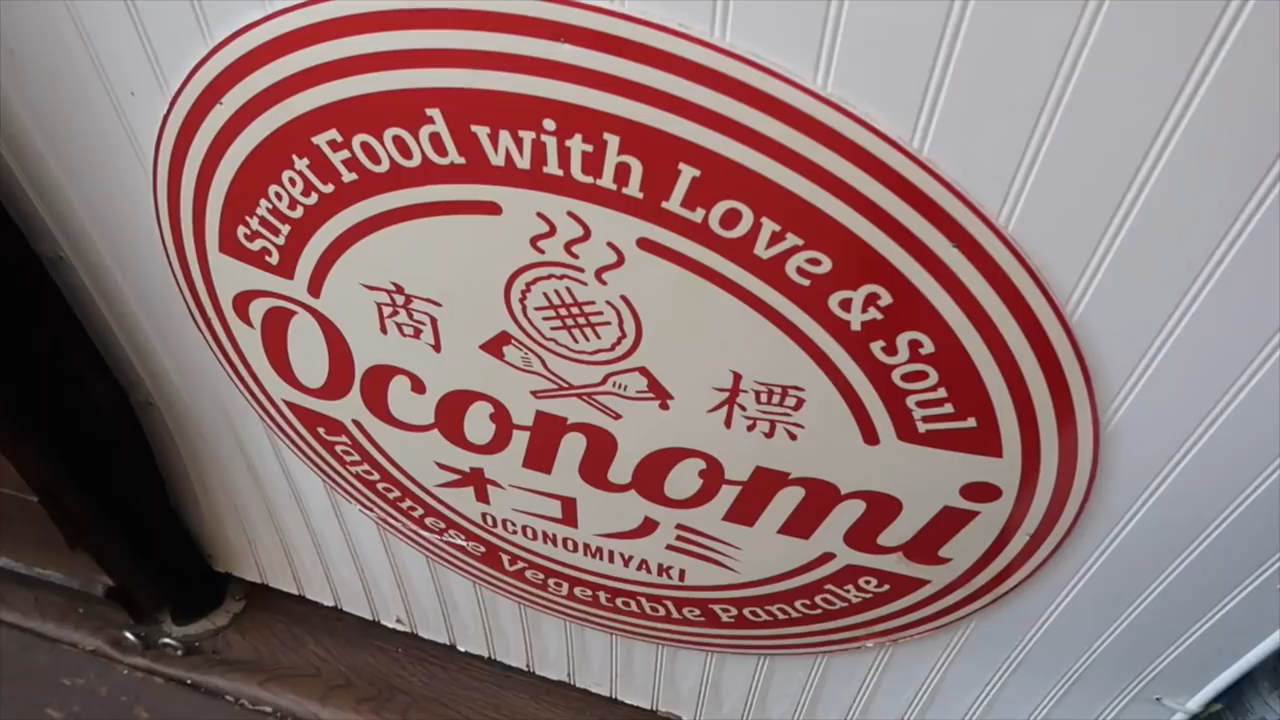 Street Food with Love & Soul
商標
Oconomi
オコノミ
OCONOMIYAKI
Japanese Vegetable Pancake